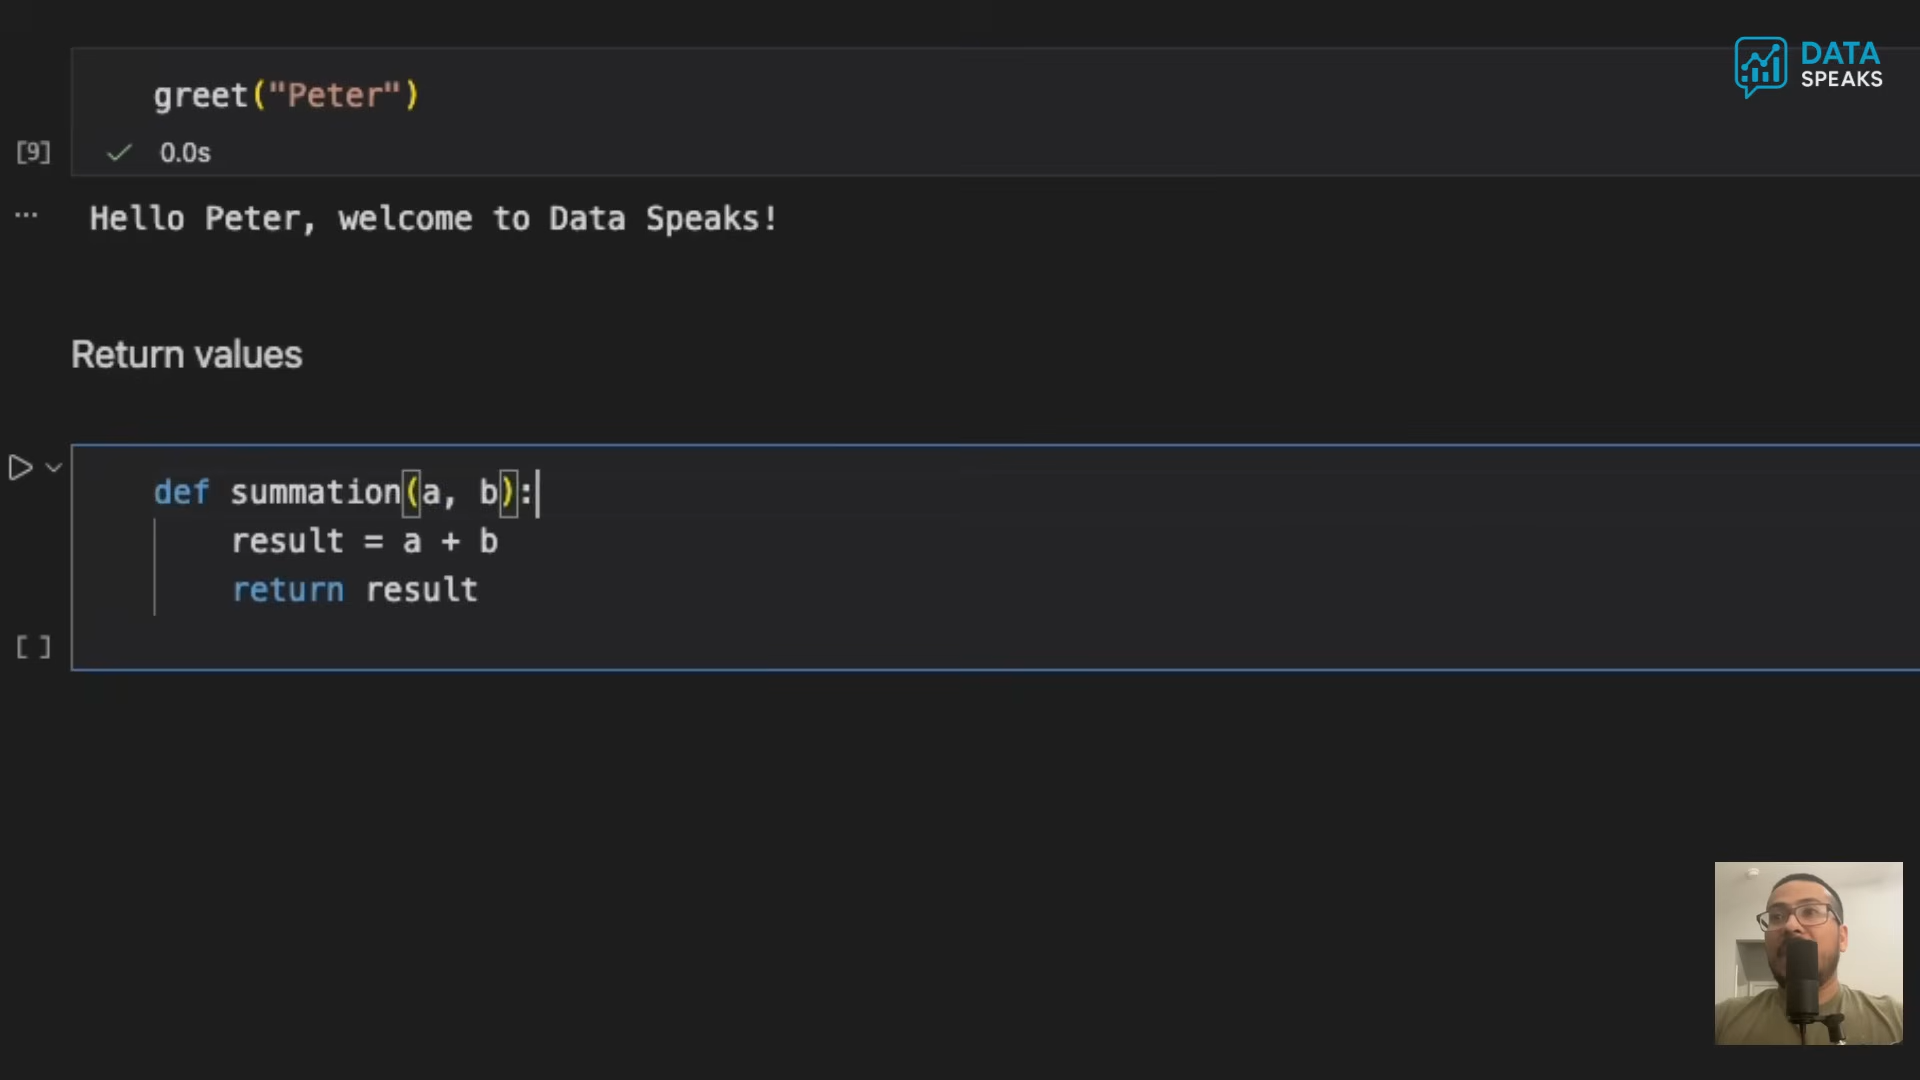 DATA
SPEAKS
greet("Peter")
[9] 0.0s
... Hello Peter, welcome to Data Speaks!
Return values
def summation(a, b):
    result = a + b
    return result
[ ]